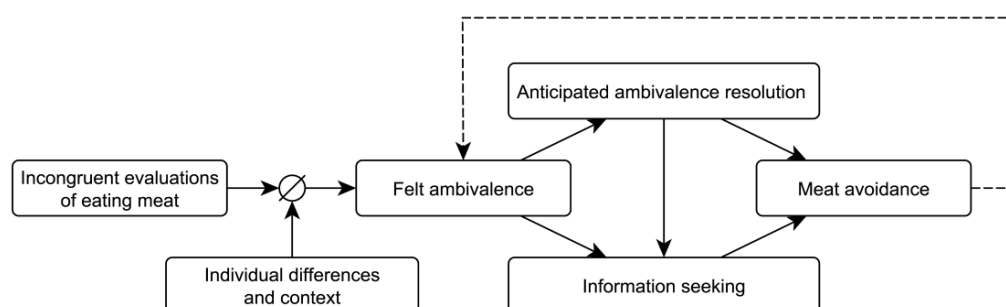 Anticipated ambivalence resolution
Incongruent evaluations
of eating meat
Felt ambivalence
Meat avoidance
Individual differences
and context
Information seeking